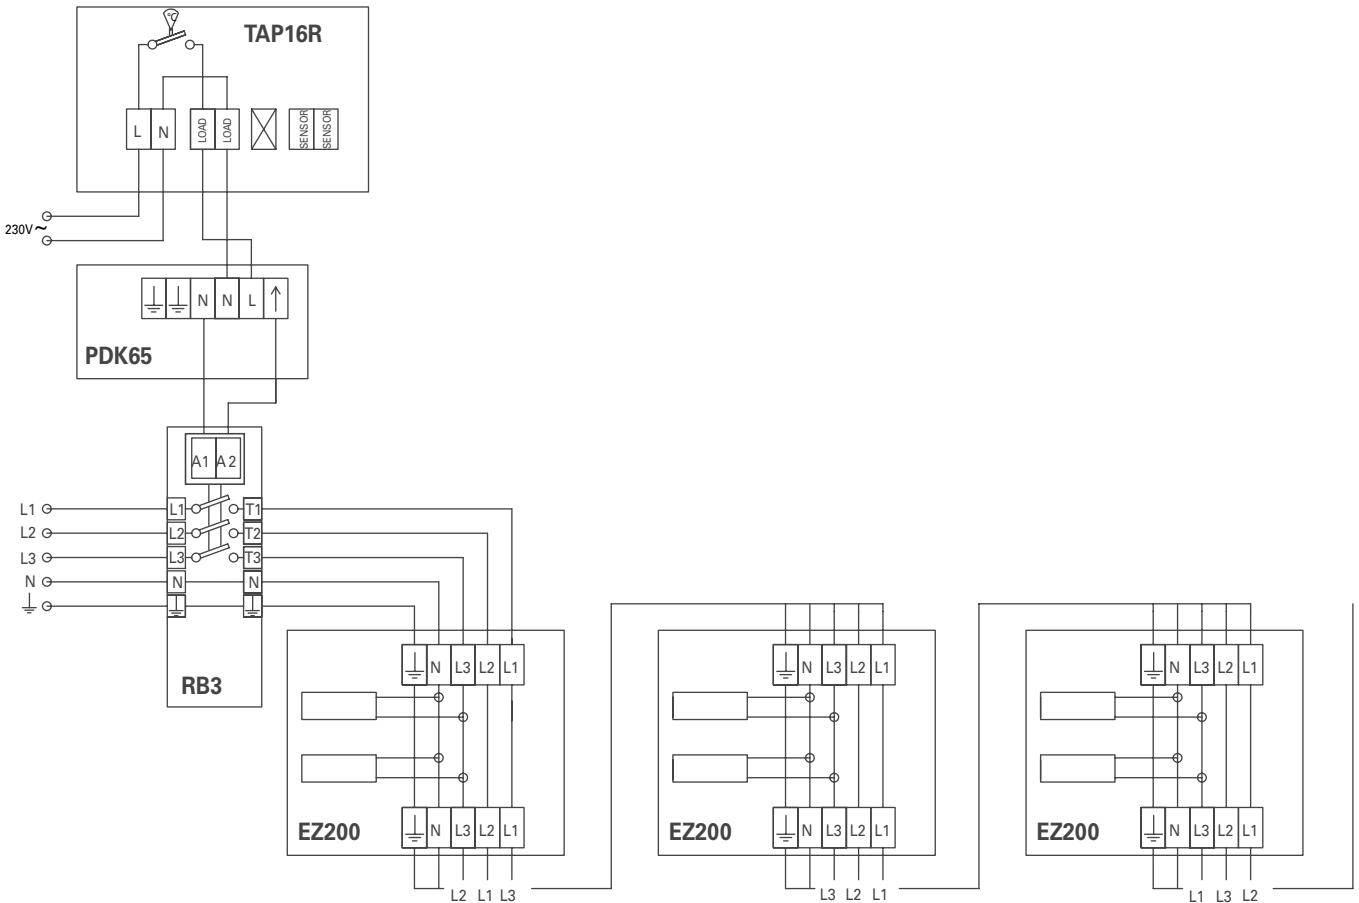 °C
TAP16R
L N LOAD LOAD SENSOR SENSOR
230V~
N N L ↑
PDK65
A1 A2
L1 L1 T1
L2 L2 T2
L3 L3 T3
N N N
RB3
N L3 L2 L1
N L3 L2 L1
N L3 L2 L1
EZ200
N L3 L2 L1
EZ200
N L3 L2 L1
EZ200
N L3 L2 L1
L2 L1 L3
L3 L2 L1
L1 L3 L2